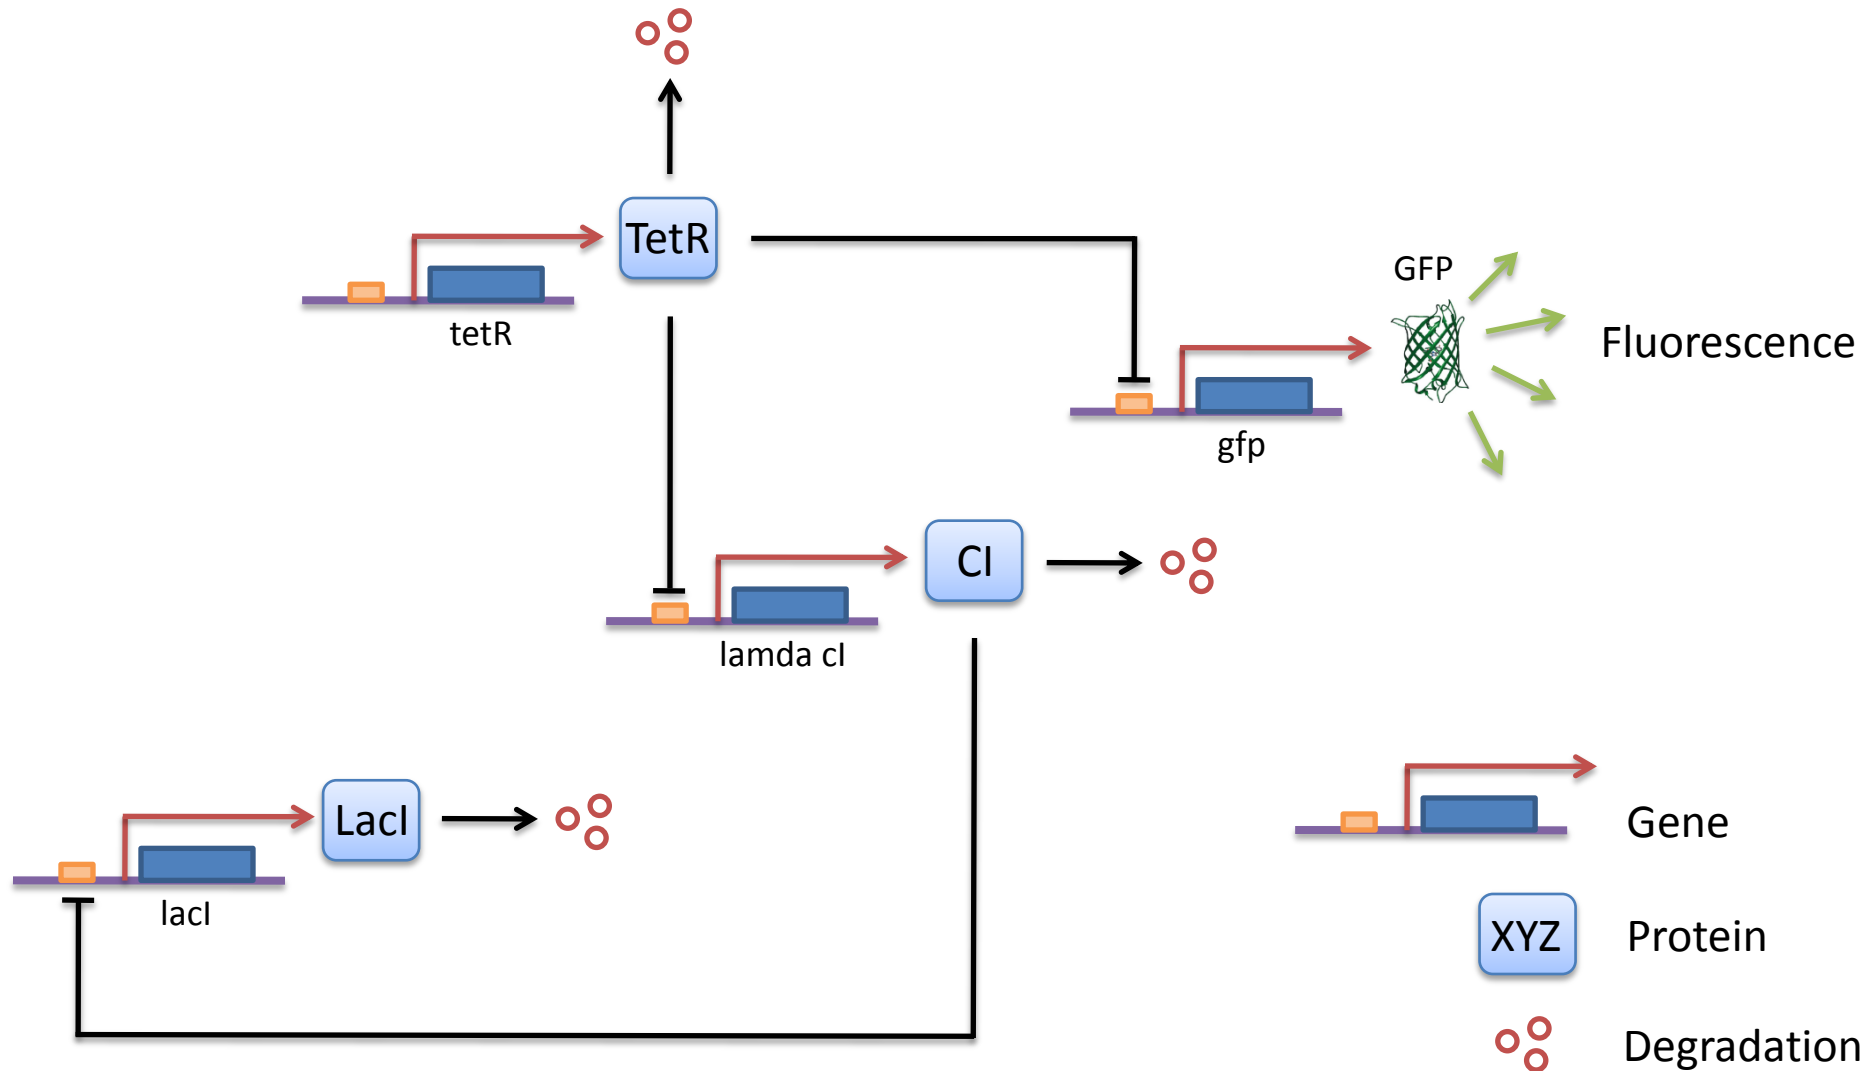 TetR
tetR
GFP
Fluorescence
gfp
CI
lamda cI
LacI
lacI
Gene
XYZ
Protein
Degradation